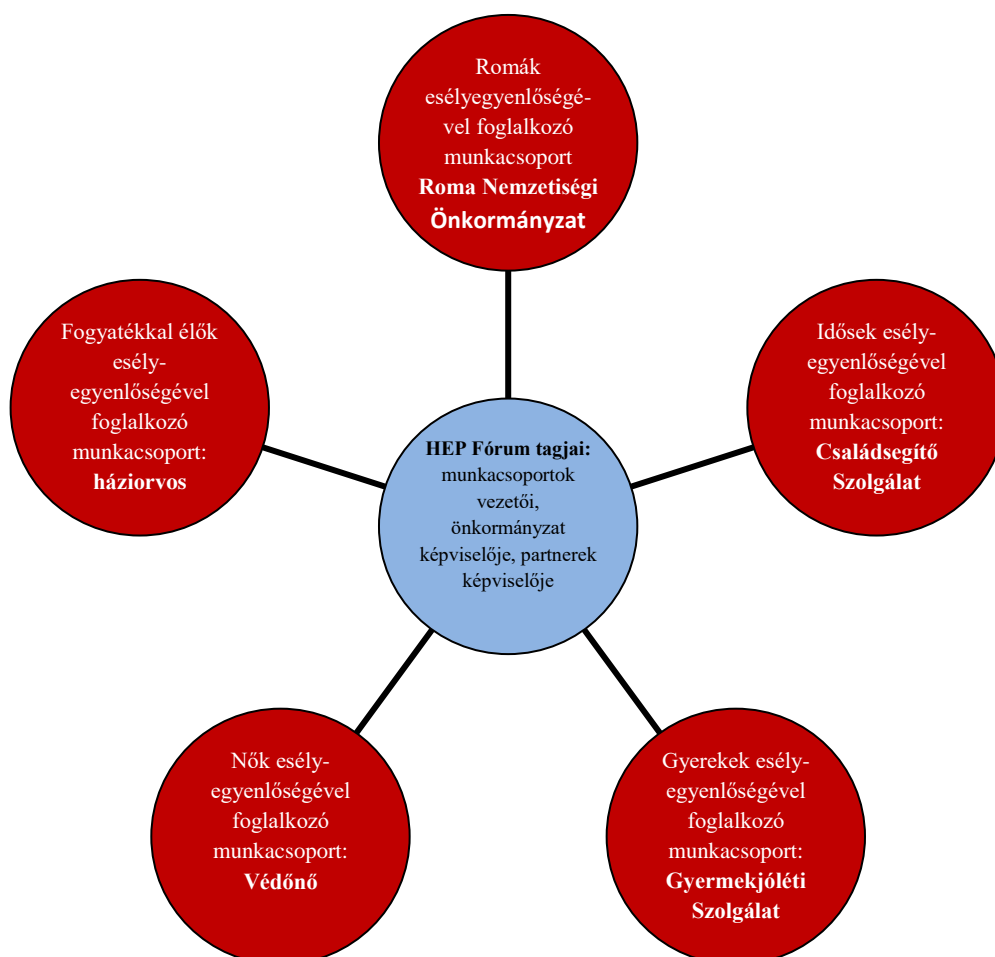 Romák
esélyegyenlőségé-
vel foglalkozó
munkacsoport
Roma Nemzetiségi
Önkormányzat
Fogyatékkal élők
esély-
egyenlőségével
foglalkozó
munkacsoport:
háziorvos
Idősek esély-
egyenlőségével
foglalkozó
munkacsoport:
Családsegítő
Szolgálat
HEP Fórum tagjai:
munkacsoportok
vezetői,
önkormányzat
képviselője, partnerek
képviselője
Nők esély-
egyenlőségével
foglalkozó
munkacsoport:
Védőnő
Gyerekek esély-
egyenlőségével
foglalkozó
munkacsoport:
Gyermekjóléti
Szolgálat